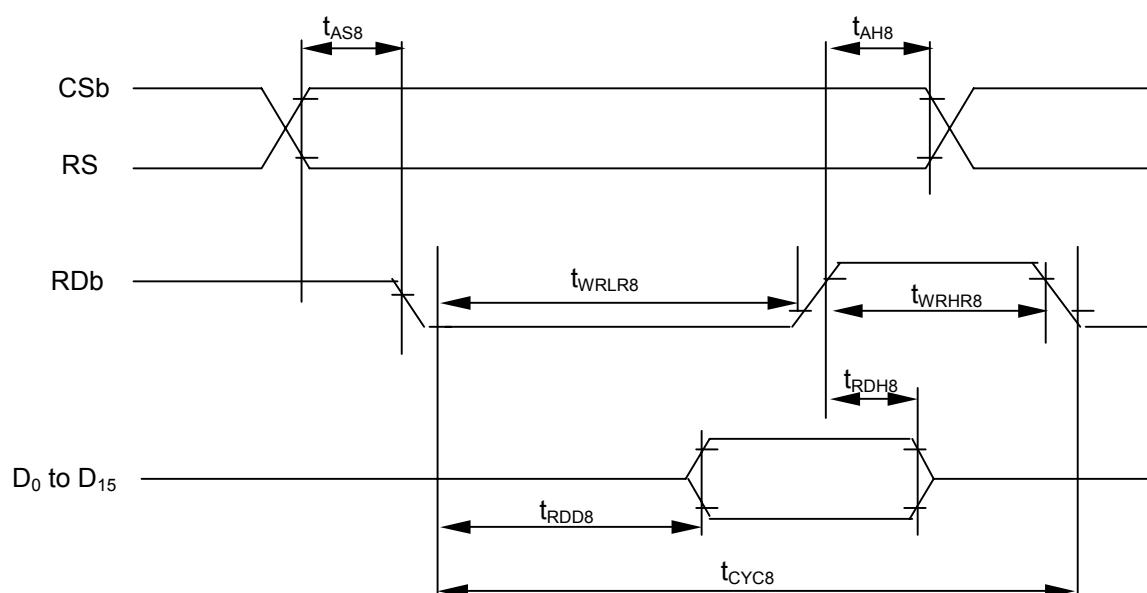 tAS8
tAH8
CSb
RS
RDb
tWRLR8
tWRHR8
tRDH8
D0 to D15
tRDD8
tCYC8